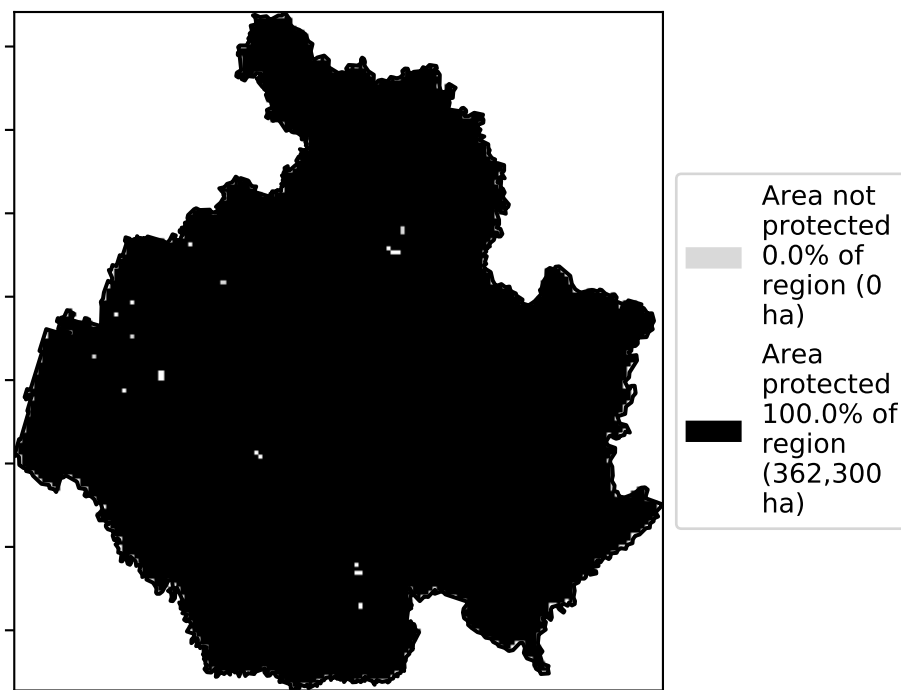 Area not
protected
0.0% of
region (0
ha)
Area
protected
100.0% of
region
(362,300
ha)